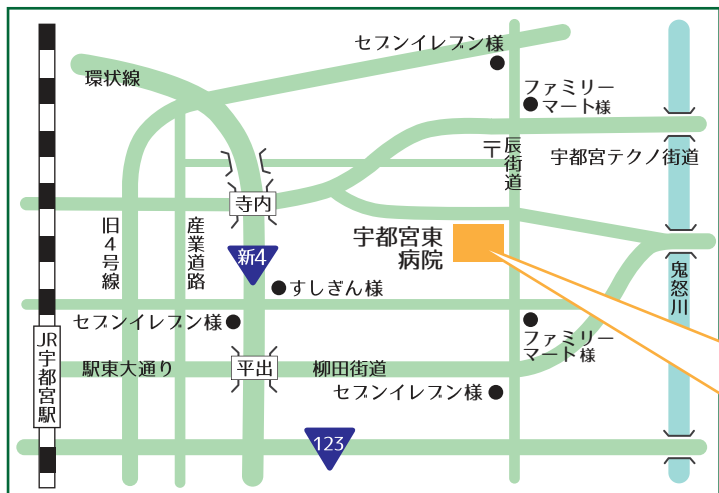 セブンイレブン様
環状線
ファミリー
マート様
〒
辰街道
宇都宮テクノ街道
寺内
旧4号線
産業道路
宇都宮東
病院
新4
鬼怒川
すしぎん様
セブンイレブン様
ファミリー
マート様
JR宇都宮駅
駅東大通り
平出
柳田街道
セブンイレブン様
123